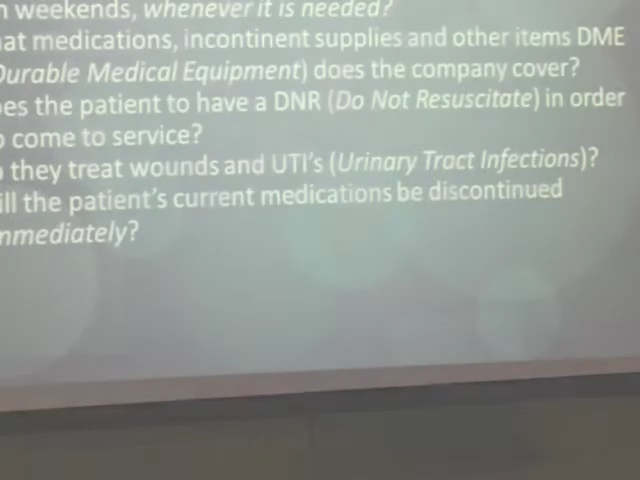 n weekends, whenever it is needed?
at medications, incontinent supplies and other items DME
Durable Medical Equipment) does the company cover?
es the patient to have a DNR (Do Not Resuscitate) in order
o come to service?
o they treat wounds and UTI's (Urinary Tract Infections)?
ill the patient's current medications be discontinued
mmediately?